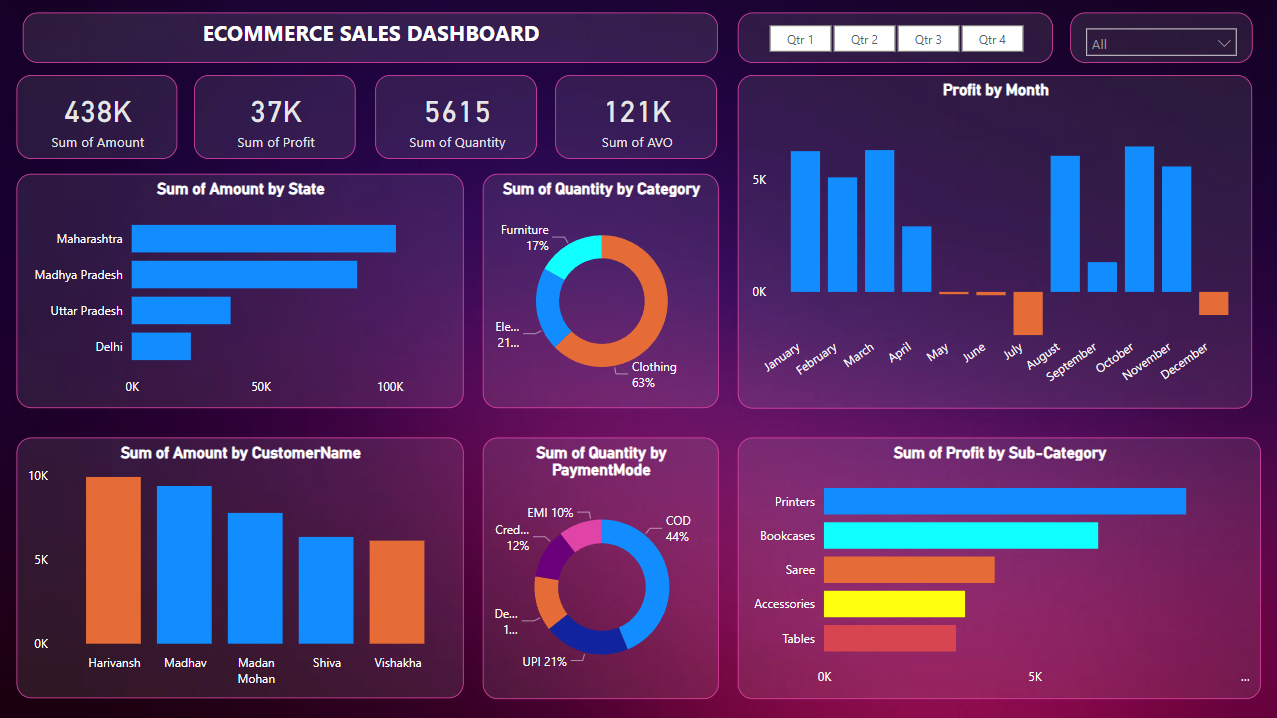 ECOMMERCE SALES DASHBOARD
Qtr 1
Qtr 2
Qtr 3
Qtr 4
All
438K
Sum of Amount
37K
Sum of Profit
5615
Sum of Quantity
121K
Sum of AVO
Profit by Month
5K
0K
January
February
March
April
May
June
July
August
September
October
November
December
Sum of Amount by State
Maharashtra
Madhya Pradesh
Uttar Pradesh
Delhi
0K
50K
100K
Sum of Quantity by Category
Furniture
17%
Ele...
21...
Clothing
63%
Sum of Amount by CustomerName
10K
5K
0K
Harivansh
Madhav
Madan
Mohan
Shiva
Vishakha
Sum of Quantity by
PaymentMode
EMI 10%
COD
44%
Cred...
12%
De...
1...
UPI 21%
Sum of Profit by Sub-Category
Printers
Bookcases
Saree
Accessories
Tables
0K
5K
...